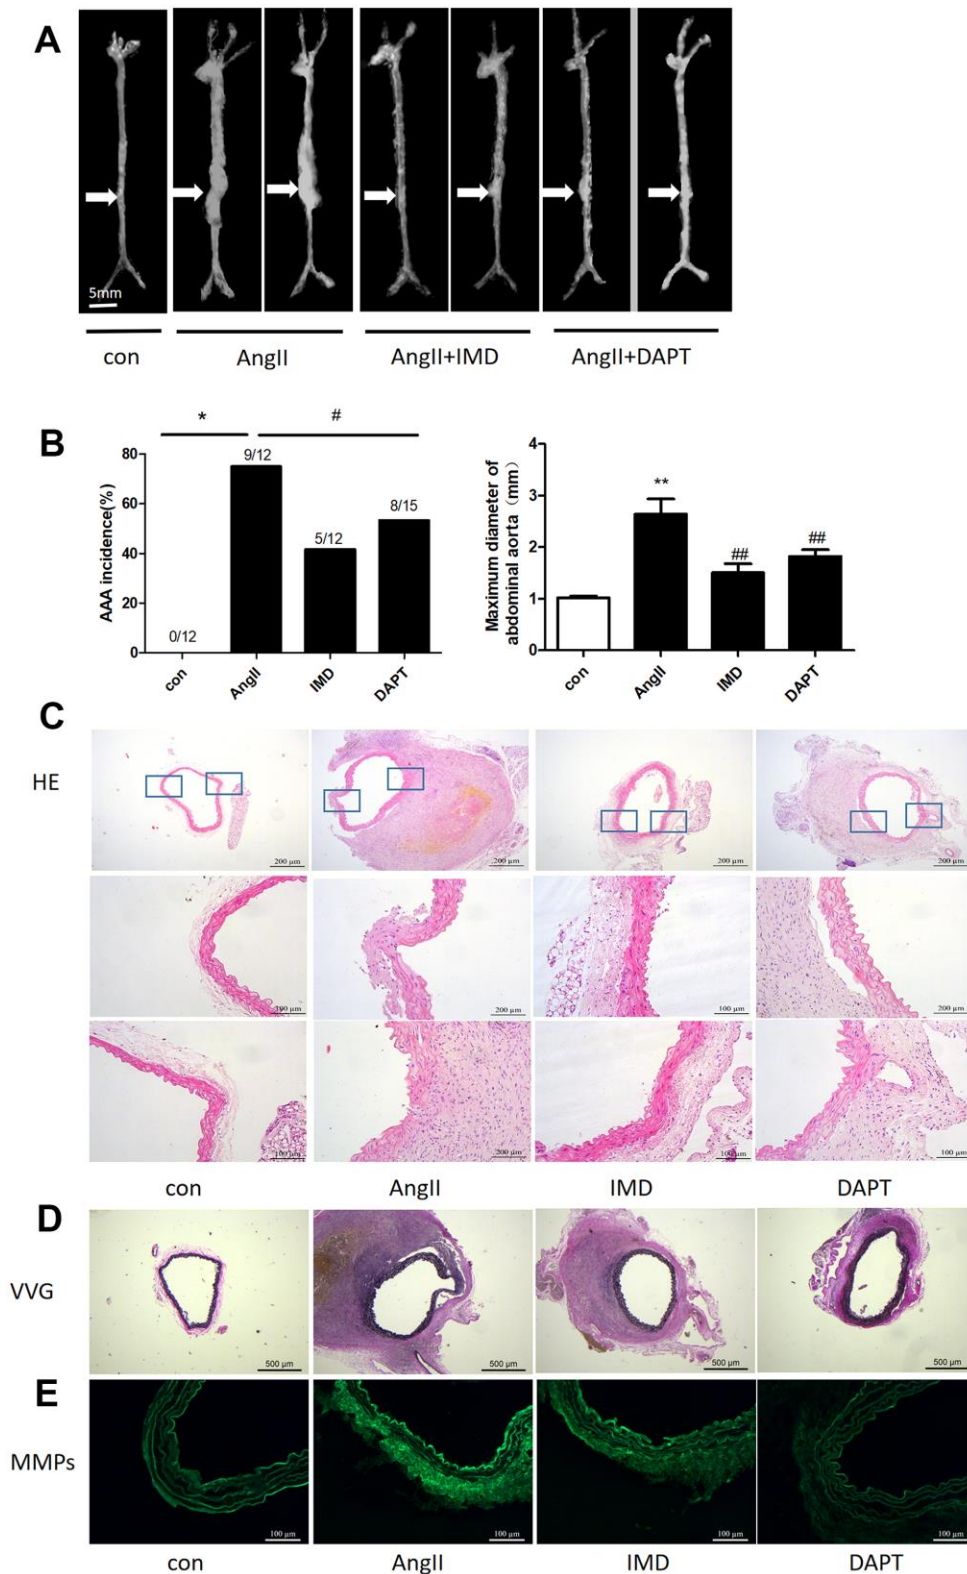 A
5mm
con
AngII
AngII+IMD
AngII+DAPT
B
*
#
AAA incidence(%)
80
60
40
20
0
0/12
9/12
5/12
8/15
con
AngII
IMD
DAPT
Maximum diameter of
abdominal aorta (mm)
4
3
2
1
0
**
##
##
con
AngII
IMD
DAPT
C
HE
200 µm
200 µm
200 µm
200 µm
100 µm
200 µm
100 µm
200 µm
100 µm
200 µm
100 µm
100 µm
con
AngII
IMD
DAPT
D
VVG
500 µm
500 µm
500 µm
500 µm
E
MMPs
100 µm
100 µm
100 µm
100 µm
con
AngII
IMD
DAPT